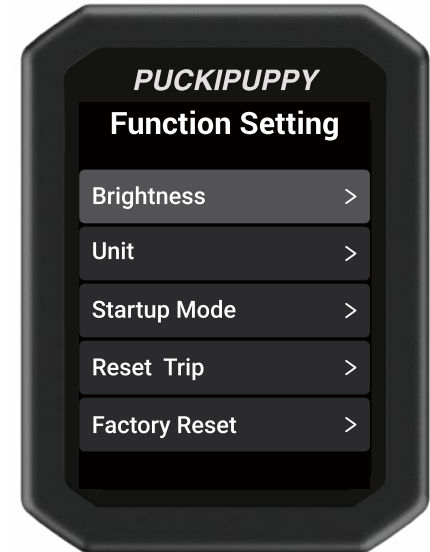 PUCKIPUPPY
Function Setting
Brightness >
Unit >
Startup Mode >
Reset Trip >
Factory Reset >